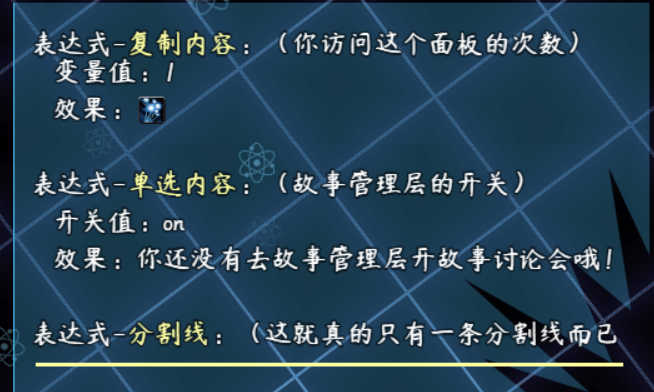 表达式-复制内容：（你访问这个面板的次数）
变量值：1
效果：
表达式-单选内容：（故事管理层的开关）
开关值：on
效果：你还没有去故事管理层开故事讨论会哦！
表达式-分割线：（这就真的只有一条分割线而已